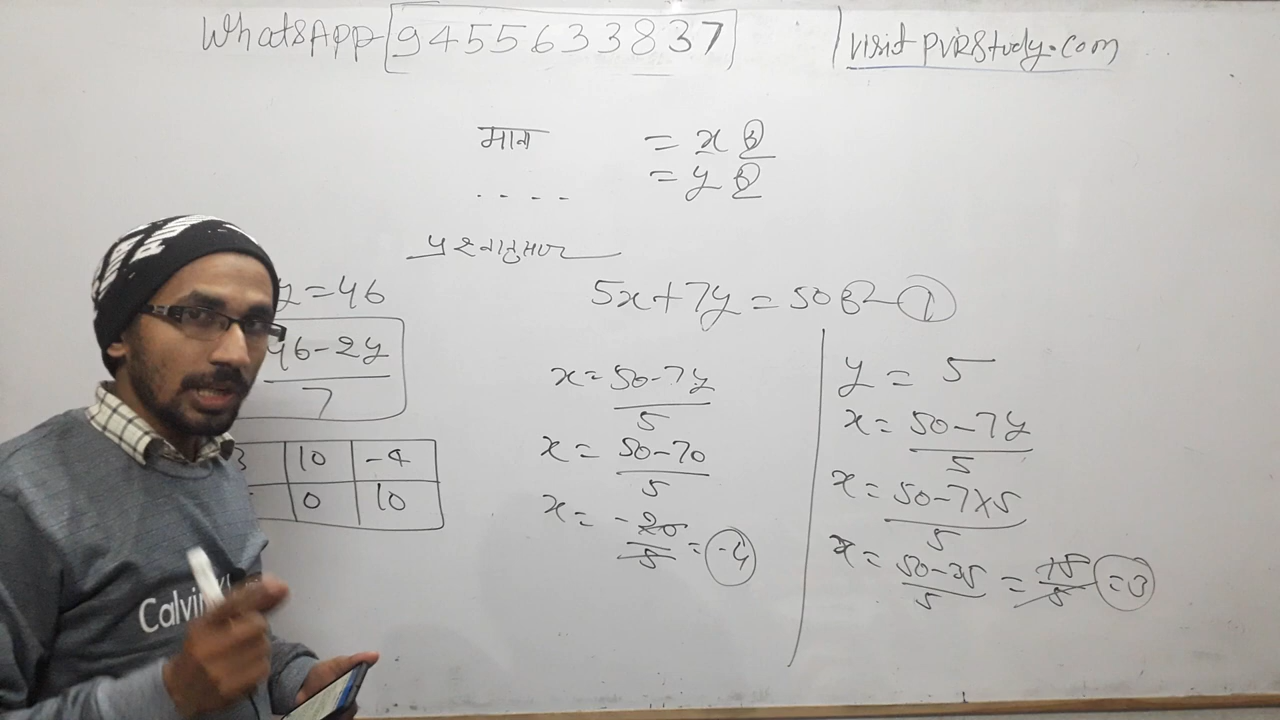 WhatsApp 9455633837
visit pvRStudy.com
माना = x ₹
.... = y ₹
प्रश्नानुसार
y = 46
46-2y
7
3 10 -4
0 10
5x+7y = 50 ①
x = 50-7y
5
x = 50-70
5
x = -20
5 = -4
y = 5
x = 50-7y
5
x = 50-7×5
5
x = 50-35
5 = 15
5 = 3
Calvin